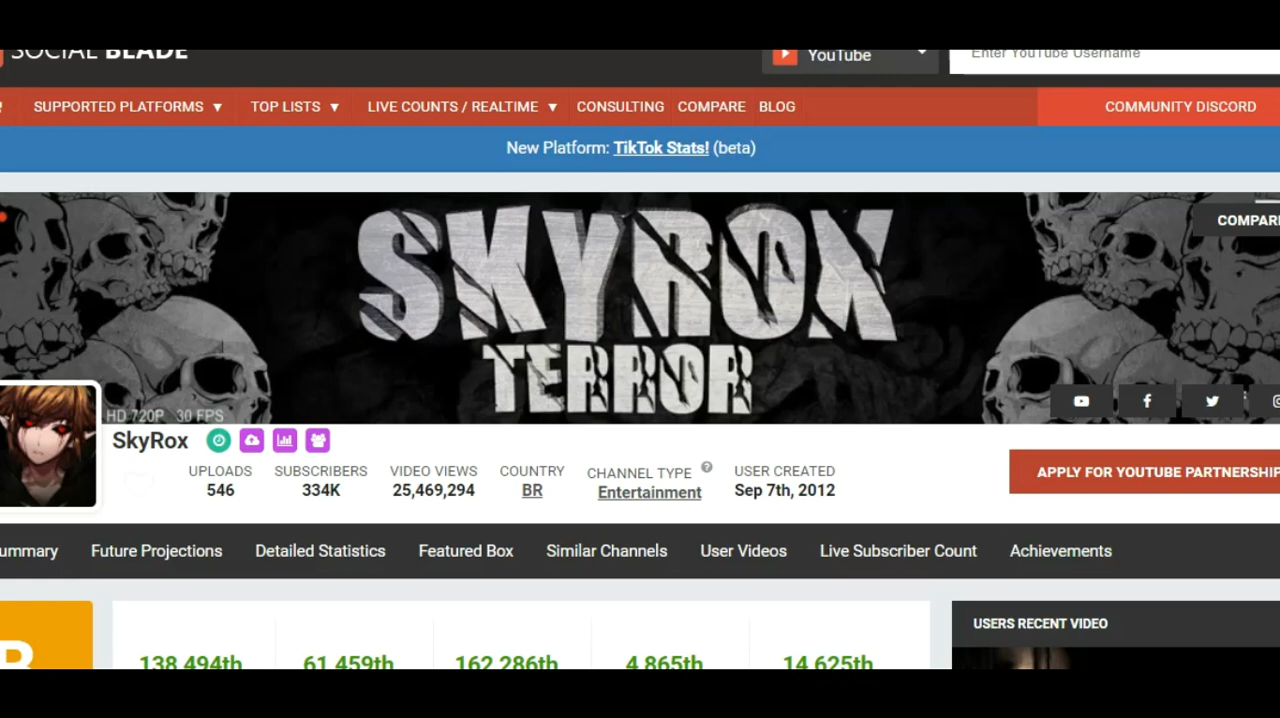 SOCIAL BLADE
YouTube
Enter YouTube Username
SUPPORTED PLATFORMS ▼ TOP LISTS ▼ LIVE COUNTS / REALTIME ▼ CONSULTING COMPARE BLOG COMMUNITY DISCORD
New Platform: TikTok Stats! (beta)
SKYROX
TERROR
COMPARE
HD 720P 30 FPS
SkyRox
UPLOADS SUBSCRIBERS VIDEO VIEWS COUNTRY CHANNEL TYPE ? USER CREATED
546 334K 25,469,294 BR Entertainment Sep 7th, 2012
APPLY FOR YOUTUBE PARTNERSHIP
ummary Future Projections Detailed Statistics Featured Box Similar Channels User Videos Live Subscriber Count Achievements
USERS RECENT VIDEO
B
138,494th 61,459th 162,286th 4,865th 14,625th